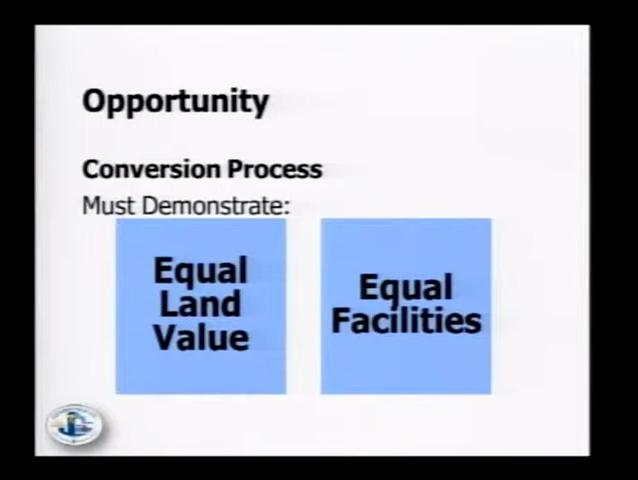 Opportunity
Conversion Process
Must Demonstrate:
Equal
Land
Value
Equal
Facilities